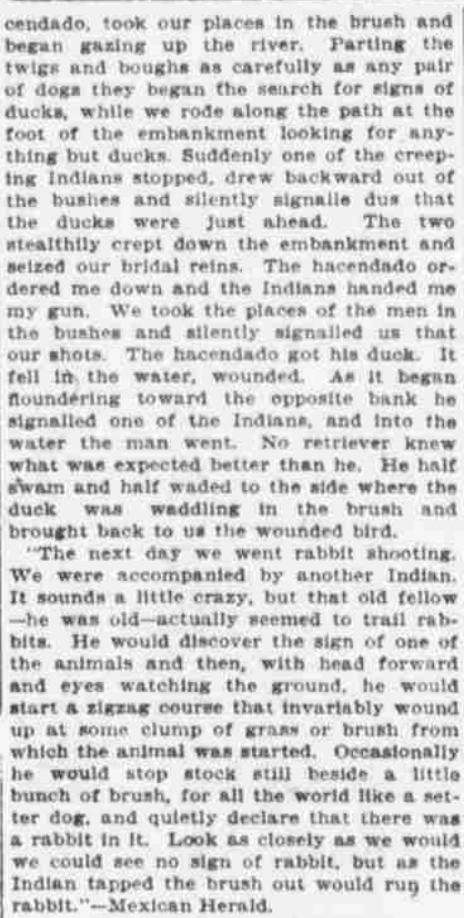 cendado, took our places in the brush and
began gazing up the river. Parting the
twigs and boughs as carefully as any pair
of dogs they began the search for signs of
ducks, while we rode along the path at the
foot of the embankment looking for any-
thing but ducks. Suddenly one of the creep-
ing Indians stopped, drew backward out of
the bushes and silently signalle dus that
the ducks were just ahead. The two
stealthily crept down the embankment and
seized our bridal reins. The hacendado or-
dered me down and the Indians handed me
my gun. We took the places of the men in
the bushes and silently signalled us that
our shots. The hacendado got his duck. It
fell in the water, wounded. As it began
floundering toward the opposite bank he
signalled one of the Indians, and into the
water the man went. No retriever knew
what was expected better than he. He half
swam and half waded to the side where the
duck was waddling in the brush and
brought back to us the wounded bird.
"The next day we went rabbit shooting.
We were accompanied by another Indian.
It sounds a little crazy, but that old fellow
—he was old—actually seemed to trail rab-
bits. He would discover the sign of one of
the animals and then, with head forward
and eyes watching the ground, he would
start a zigzag course that invariably wound
up at some clump of grass or brush from
which the animal was started. Occasionally
he would stop stock still beside a little
bunch of brush, for all the world like a set-
ter dog, and quietly declare that there was
a rabbit in it. Look as closely as we would
we could see no sign of rabbit, but as the
Indian tapped the brush out would run the
rabbit."—Mexican Herald.